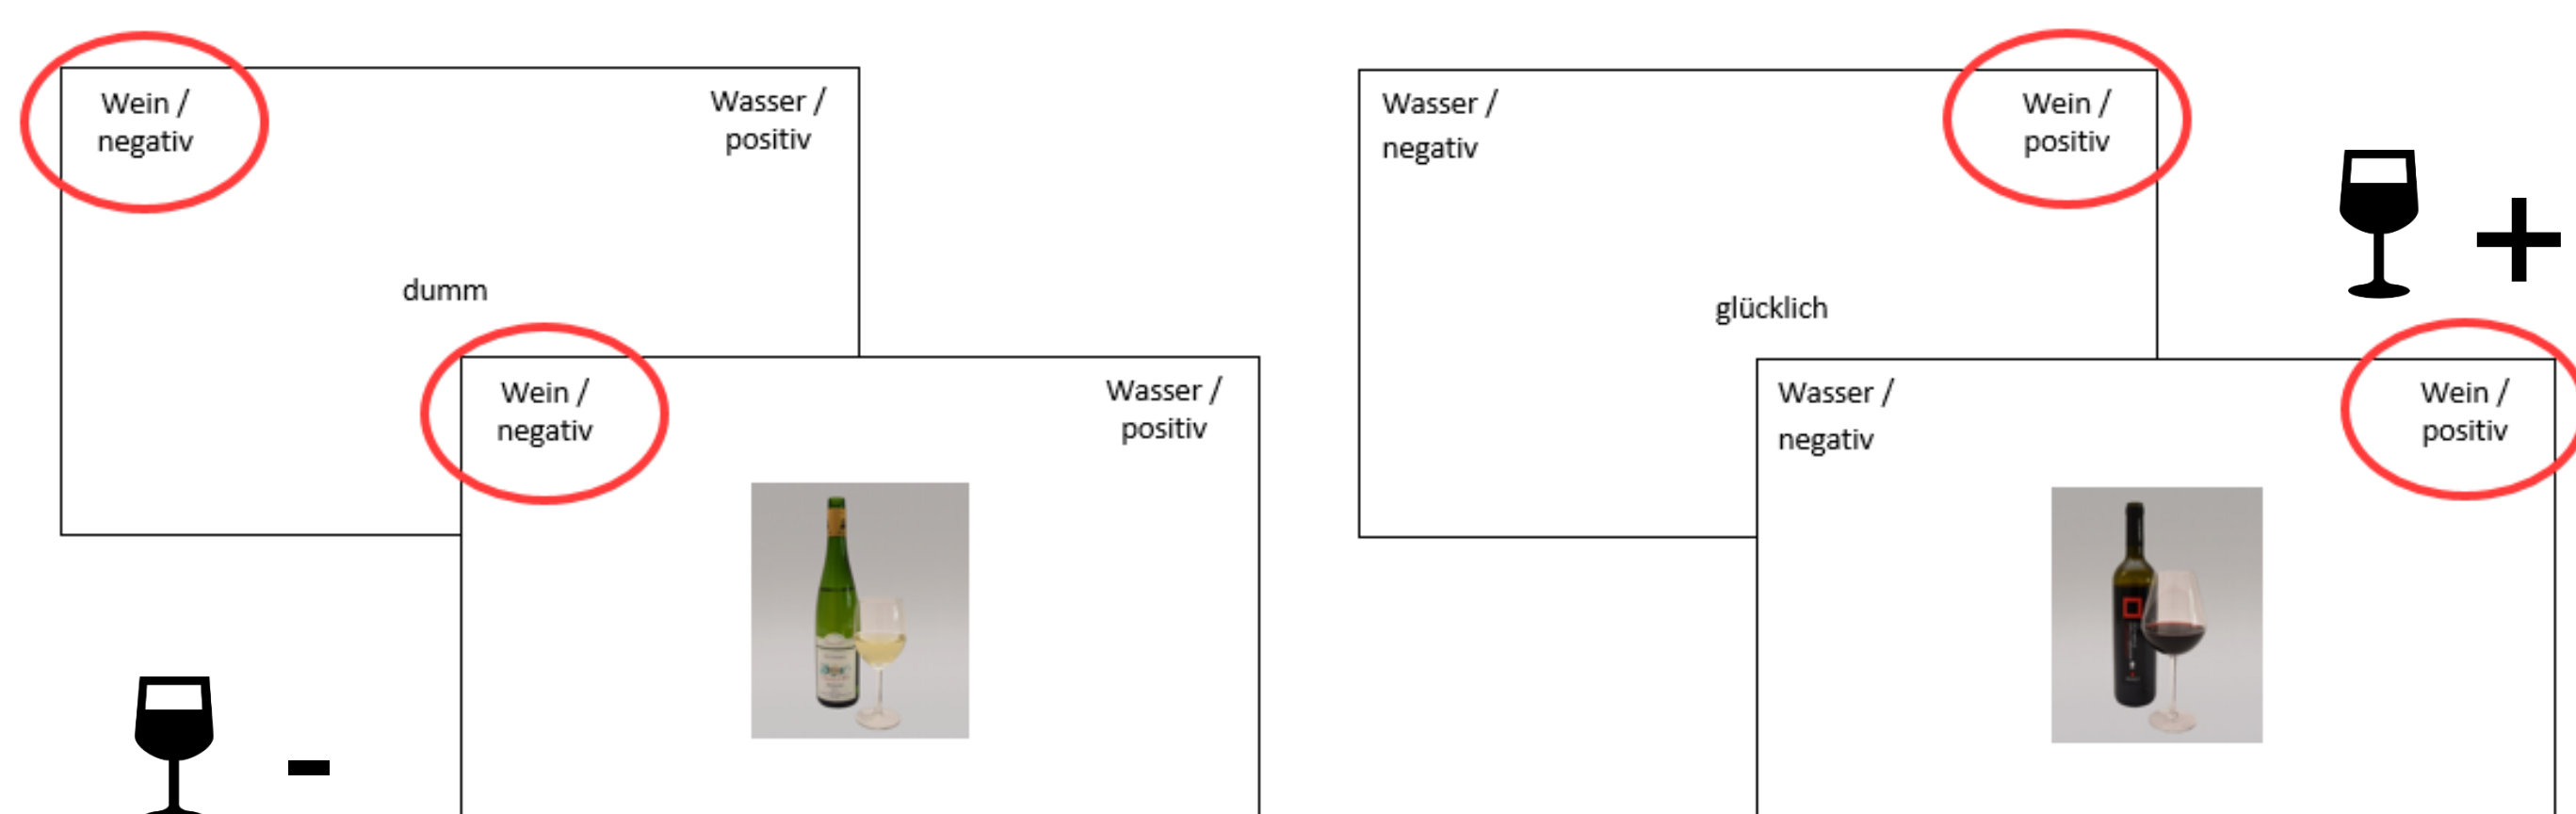 Wein /
negativ
Wasser /
positiv
dumm
Wein /
negativ
Wasser /
positiv
Wasser /
negativ
Wein /
positiv
glücklich
+
Wasser /
negativ
Wein /
positiv
-